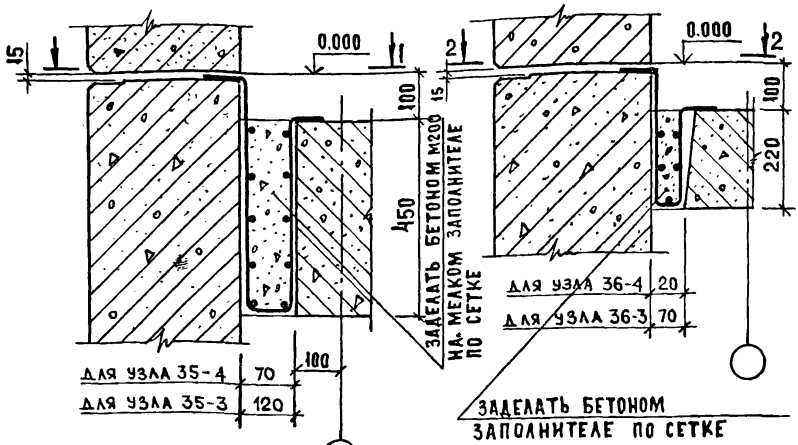 15
0.000
1
100
450
ЗАДЕЛАТЬ БЕТОНОМ М200
НА. МЕЛКОМ ЗАПОЛНИТЕЛЕ
ПО СЕТКЕ
ДЛЯ УЗЛА 35-4 70
100
ДЛЯ УЗЛА 35-3 120
2
0.000
2
15
100
220
ДЛЯ УЗЛА 36-4 20
ДЛЯ УЗЛА 36-3 70
ЗАДЕЛАТЬ БЕТОНОМ
ЗАПОЛНИТЕЛЕ ПО СЕТКЕ